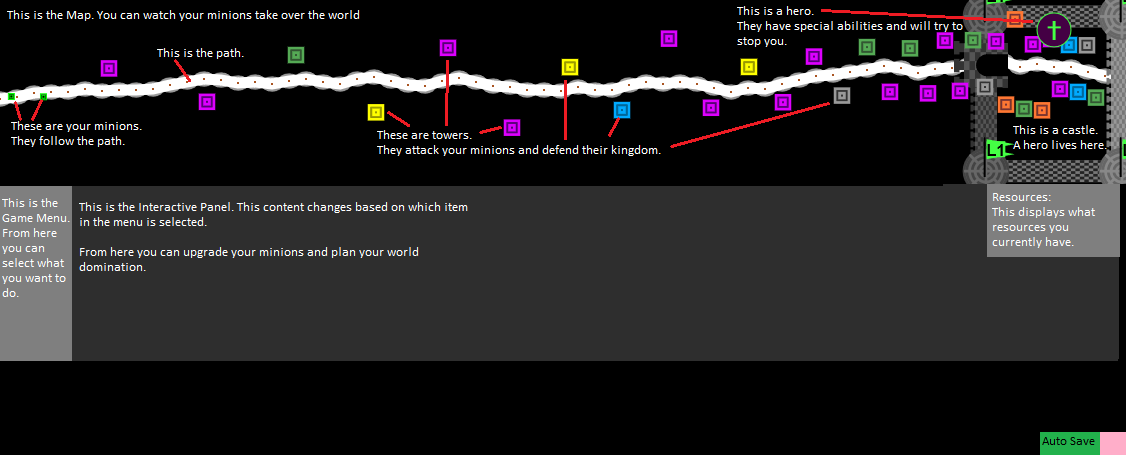 This is the Map. You can watch your minions take over the world
This is a hero.
They have special abilities and will try to
stop you.
This is the path.
These are your minions.
They follow the path.
These are towers.
They attack your minions and defend their kingdom.
This is a castle.
A hero lives here.
L1
This is the
Game Menu.
From here
you can
select what
you want to
do.
This is the Interactive Panel. This content changes based on which item
in the menu is selected.
From here you can upgrade your minions and plan your world
domination.
Resources:
This displays what
resources you
currently have.
Auto Save